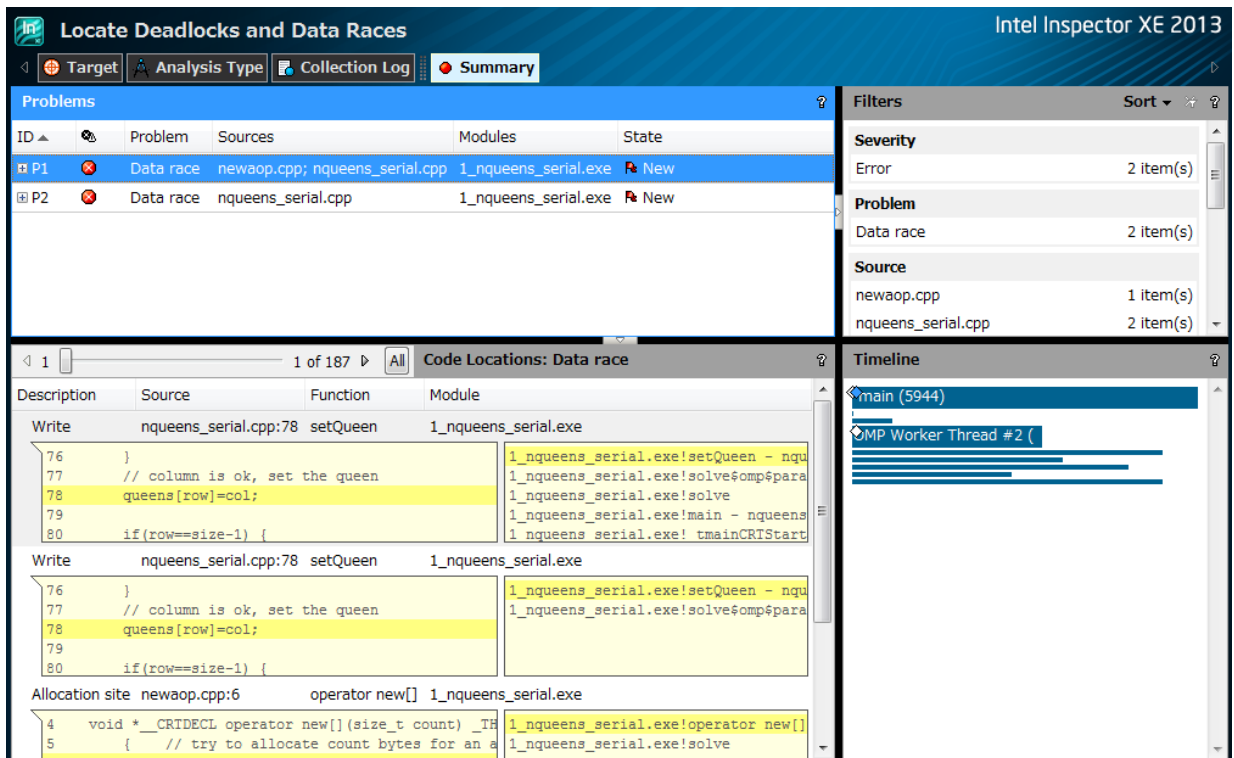 Locate Deadlocks and Data Races
Intel Inspector XE 2013
Target Analysis Type Collection Log Summary
Problems ?
ID Problem Sources Modules State
P1 Data race newaop.cpp; nqueens_serial.cpp 1_nqueens_serial.exe New
P2 Data race nqueens_serial.cpp 1_nqueens_serial.exe New
Filters Sort ?
Severity
Error 2 item(s)
Problem
Data race 2 item(s)
Source
newaop.cpp 1 item(s)
nqueens_serial.cpp 2 item(s)
1 1 of 187 All Code Locations: Data race ?
Description Source Function Module
Write nqueens_serial.cpp:78 setQueen 1_nqueens_serial.exe
76 }
77 // column is ok, set the queen
78 queens[row]=col;
79
80 if(row==size-1) {
1_nqueens_serial.exe!setQueen - nqu
1_nqueens_serial.exe!solve$omp$para
1_nqueens_serial.exe!solve
1_nqueens_serial.exe!main - nqueens
1_nqueens_serial.exe!_tmainCRTStart
Write nqueens_serial.cpp:78 setQueen 1_nqueens_serial.exe
76 }
77 // column is ok, set the queen
78 queens[row]=col;
79
80 if(row==size-1) {
1_nqueens_serial.exe!setQueen - nqu
1_nqueens_serial.exe!solve$omp$para
Allocation site newaop.cpp:6 operator new[] 1_nqueens_serial.exe
4 void *__CRTDECL operator new[](size_t count) _TH
5 { // try to allocate count bytes for an a
1_nqueens_serial.exe!operator new[]
1_nqueens_serial.exe!solve
Timeline ?
main (5944)
OMP Worker Thread #2 (